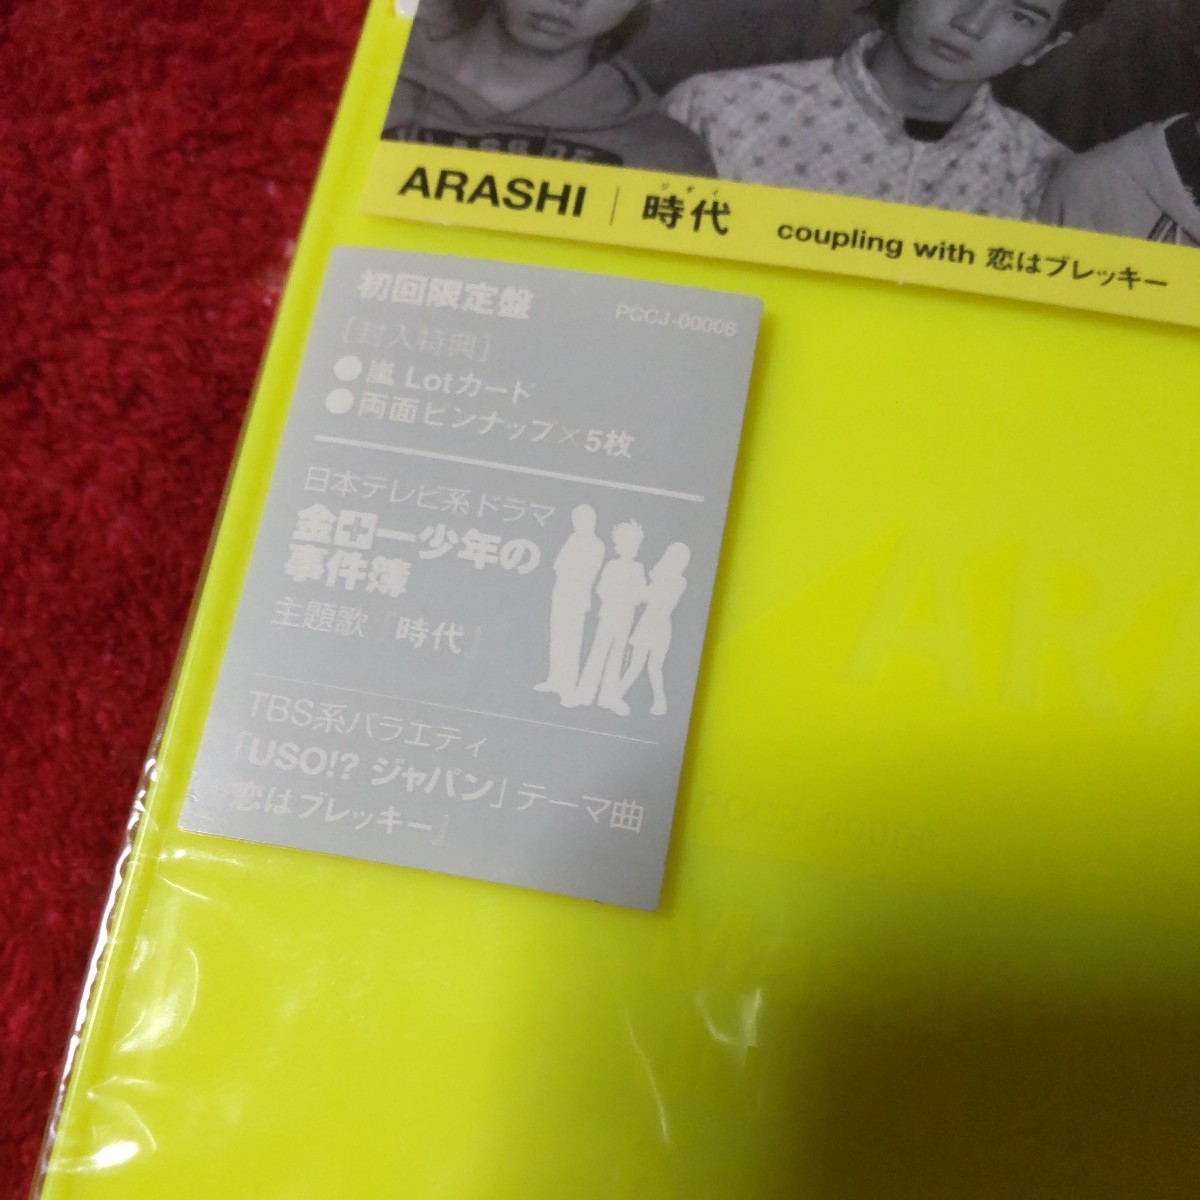 ARASHI | 時代 coupling with 恋はブレッキー
初回限定盤 PCCJ-00006
[封入特典]
●嵐 Lotカード
●両面ピンナップ×5枚
日本テレビ系ドラマ
金田一少年の
事件簿
主題歌『時代』
TBS系バラエティ
「USO!? ジャパン」テーマ曲
『恋はブレッキー』